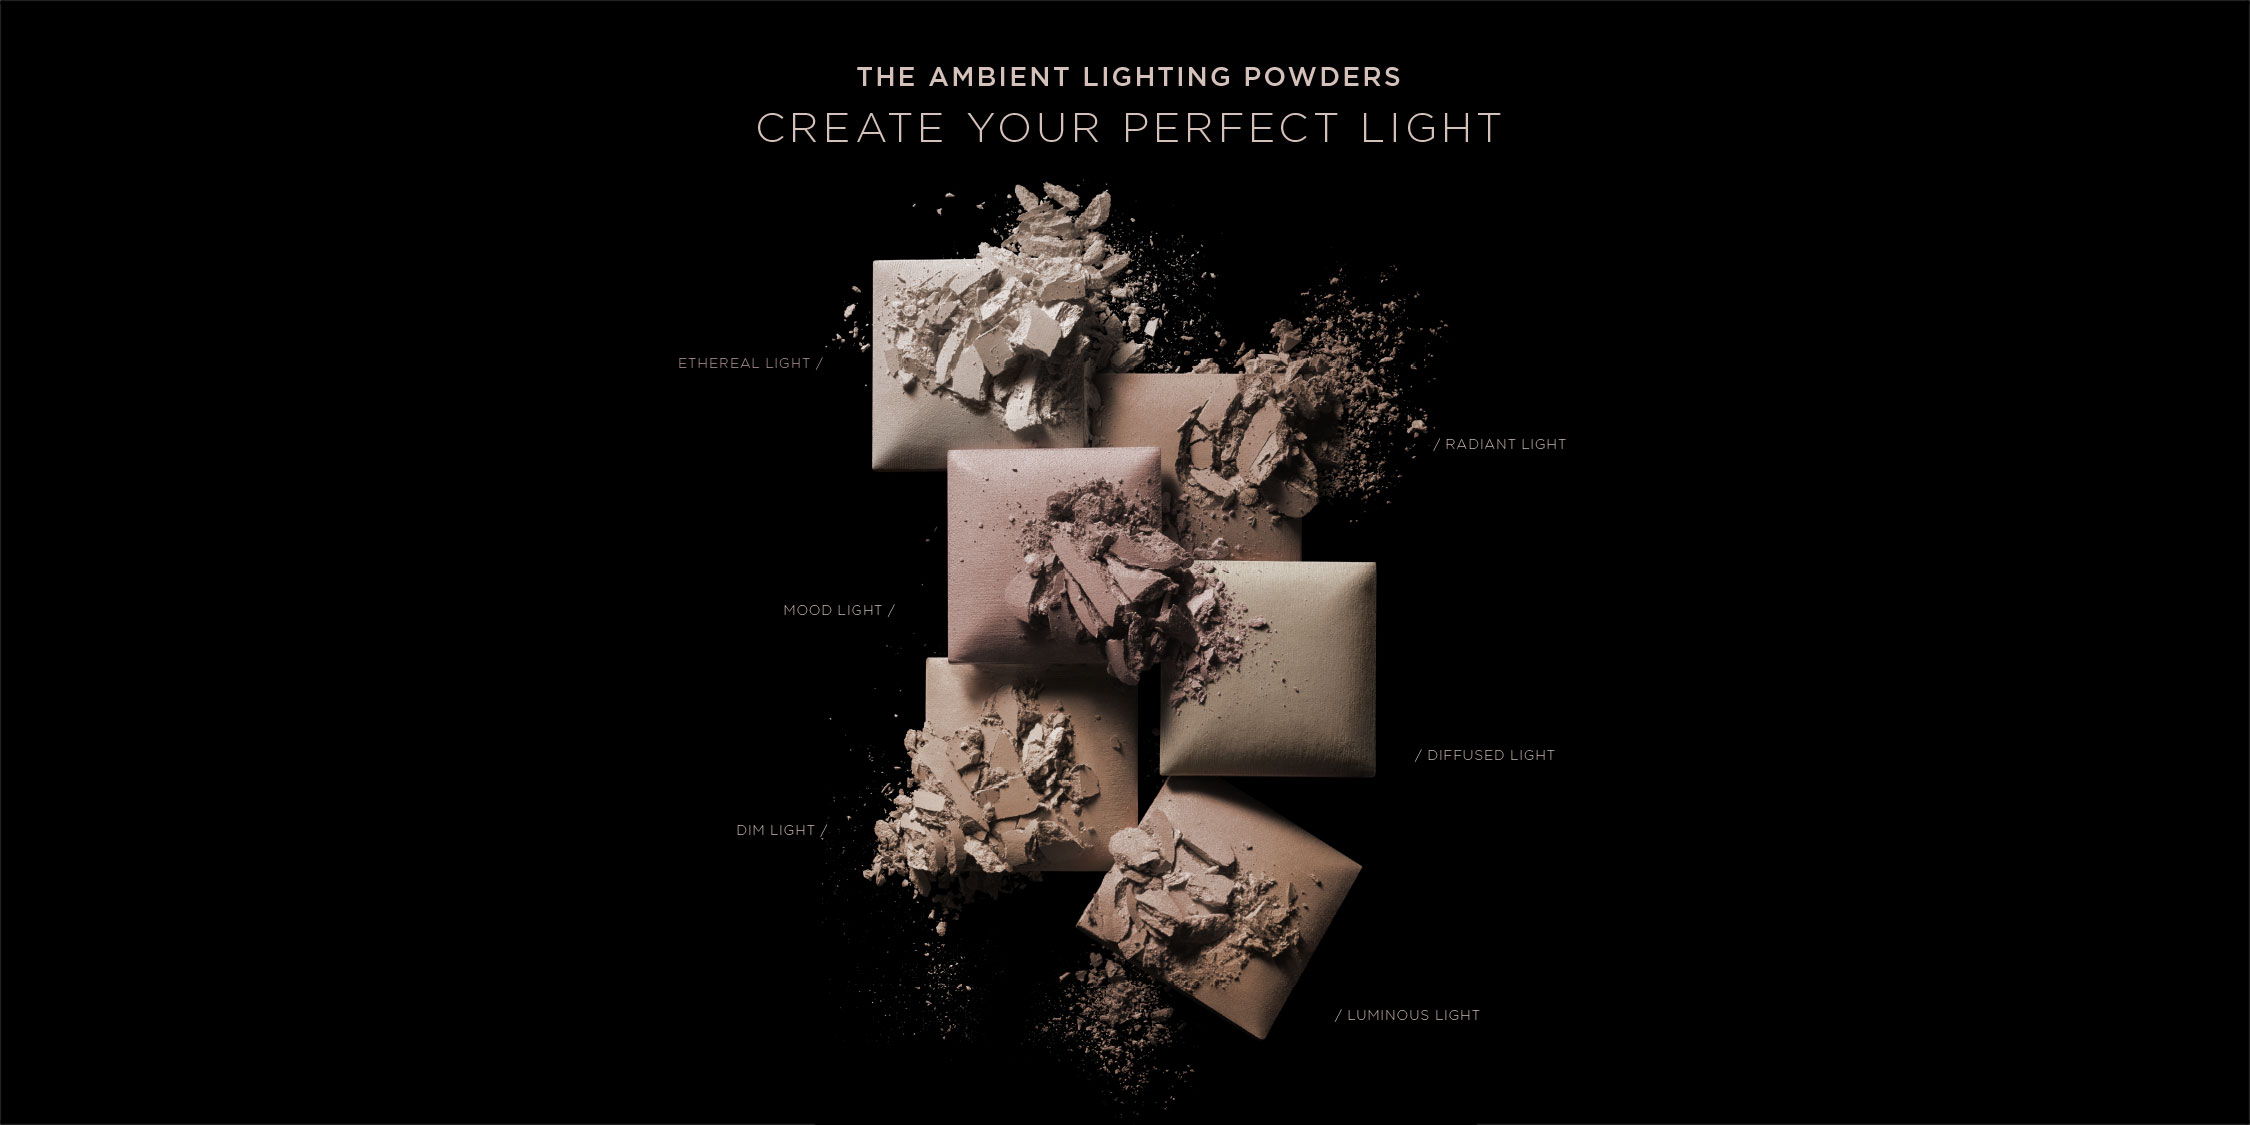 THE AMBIENT LIGHTING POWDERS
CREATE YOUR PERFECT LIGHT
ETHEREAL LIGHT /
/ RADIANT LIGHT
MOOD LIGHT /
/ DIFFUSED LIGHT
DIM LIGHT /
/ LUMINOUS LIGHT